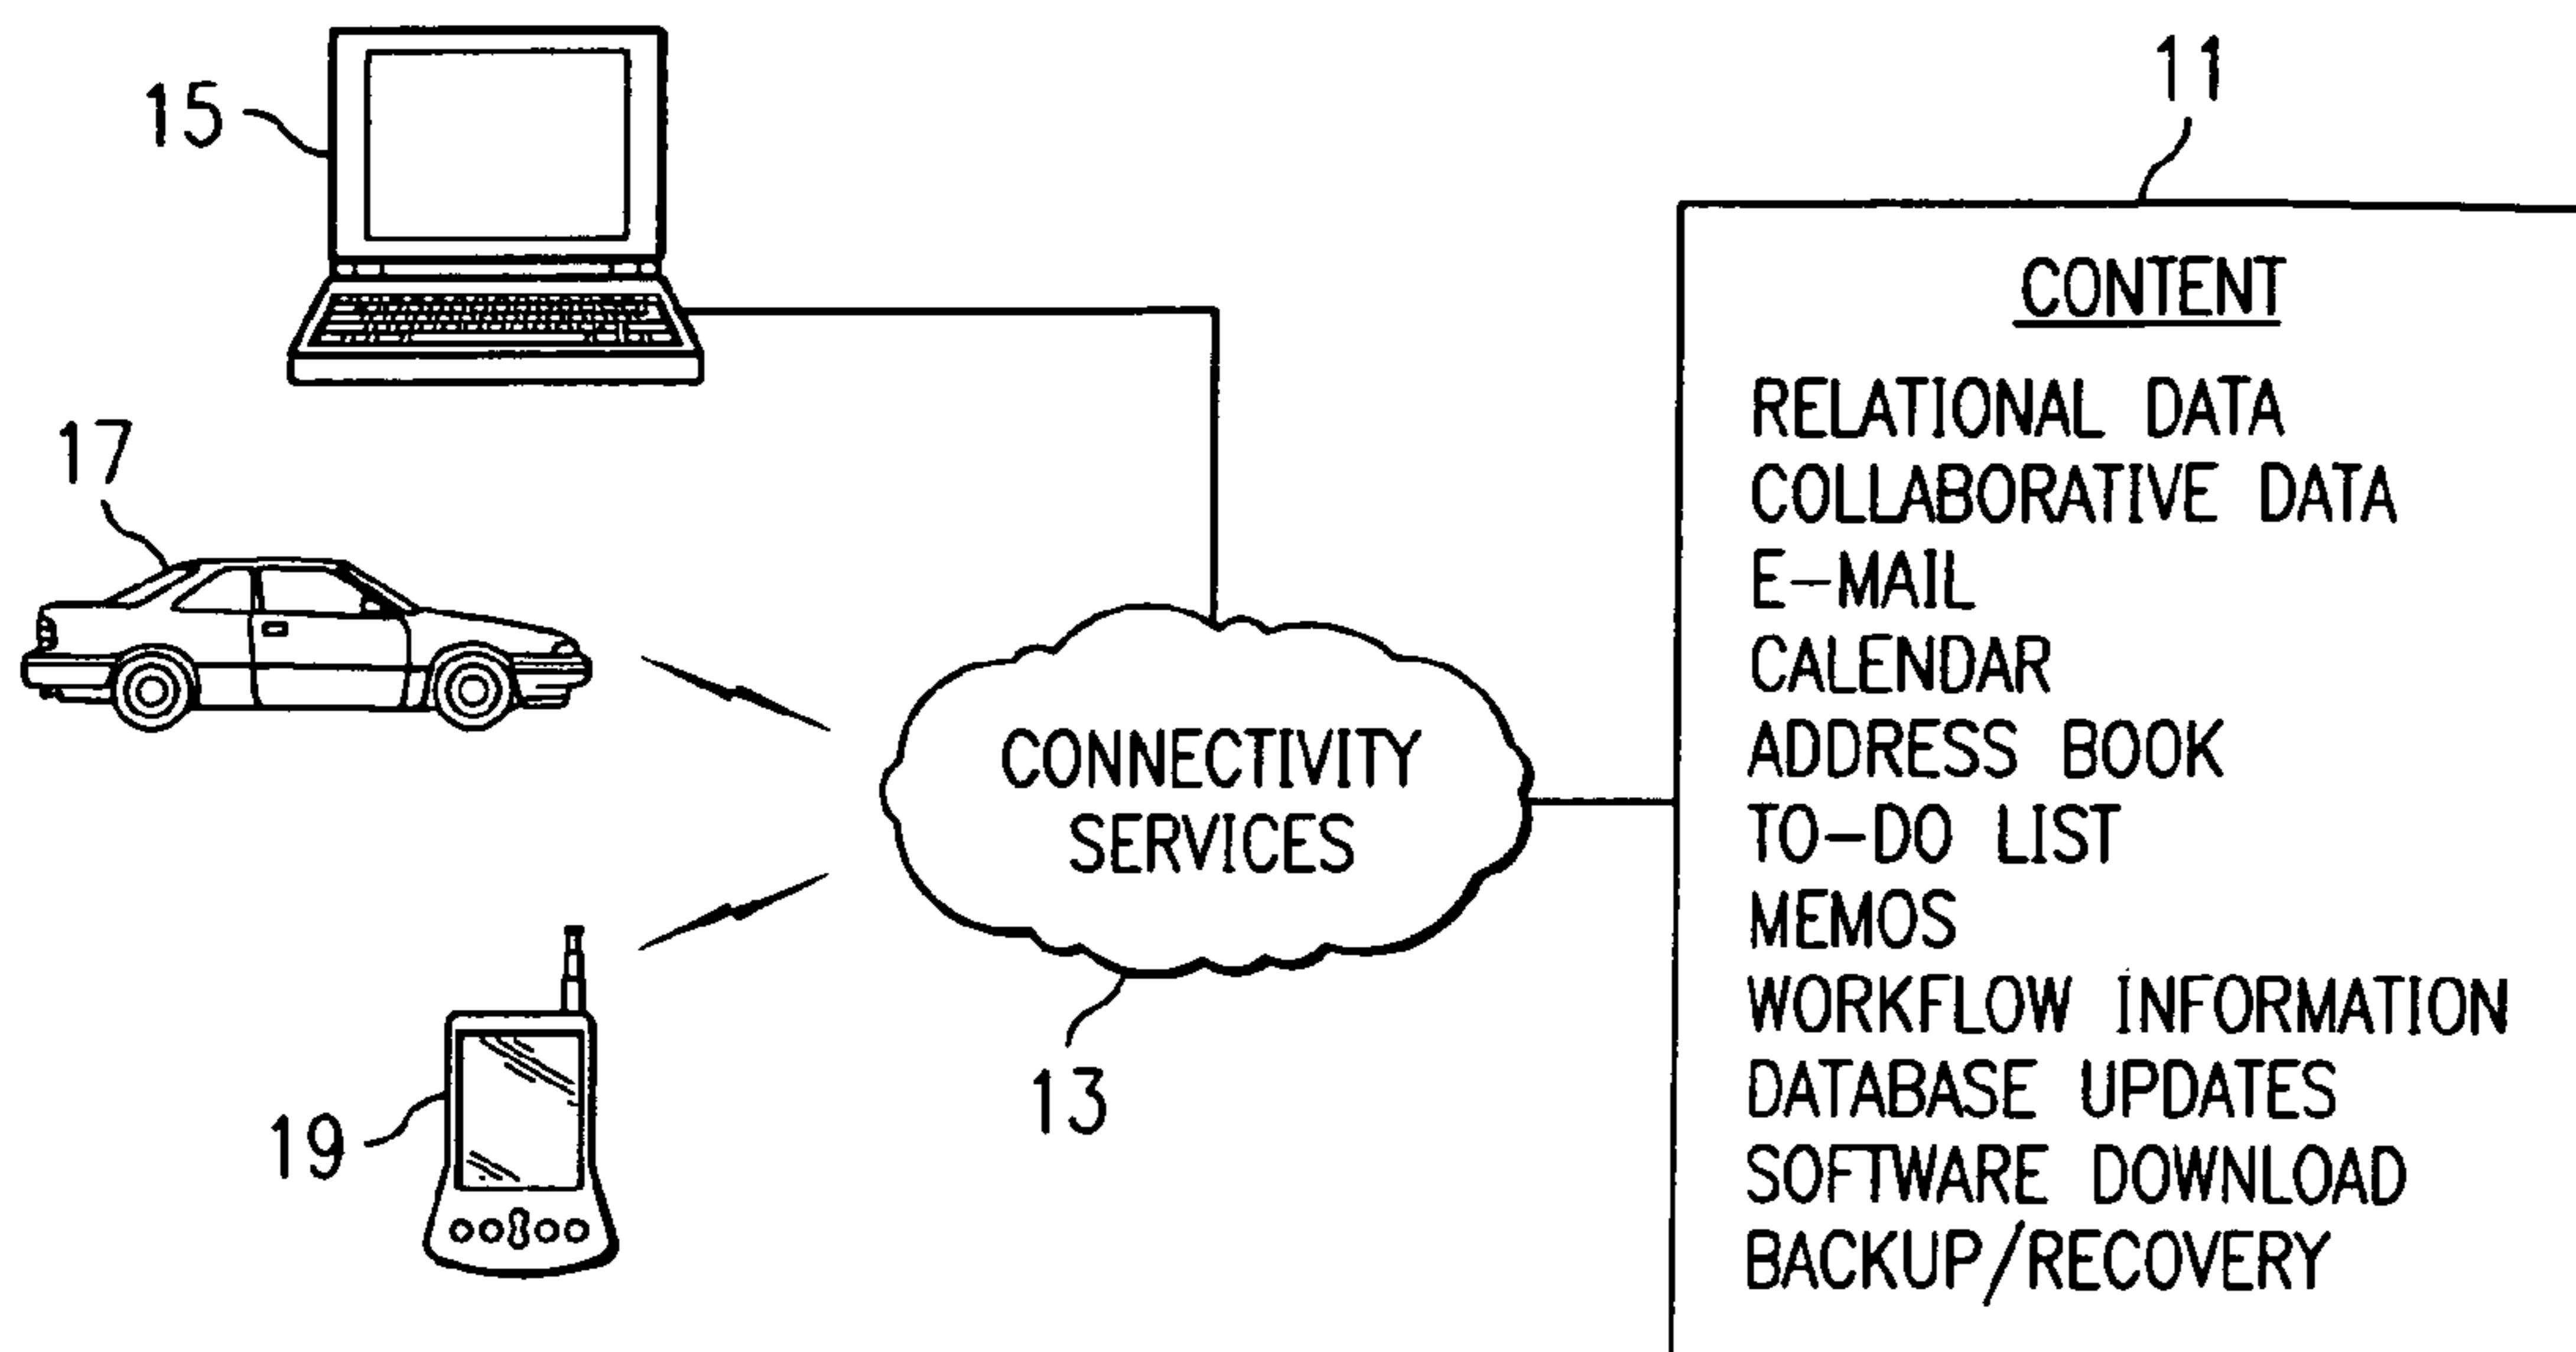 15
11
CONTENT
RELATIONAL DATA
COLLABORATIVE DATA
17
E-MAIL
CALENDAR
ADDRESS BOOK
TO-DO LIST
MEMOS
WORKFLOW INFORMATION
DATABASE UPDATES
SOFTWARE DOWNLOAD
BACKUP/RECOVERY
CONNECTIVITY
SERVICES
13
19